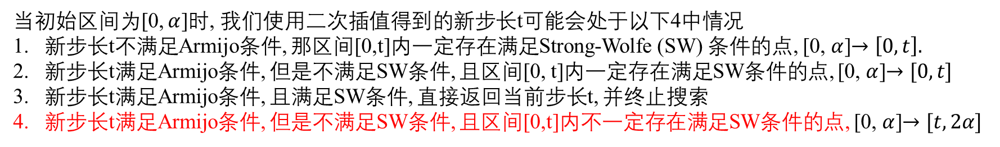 当初始区间为[0, α]时, 我们使用二次插值得到的新步长t可能会处于以下4中情况
1. 新步长t不满足Armijo条件, 那区间[0,t]内一定存在满足Strong-Wolfe (SW) 条件的点, [0, α]→ [0, t].
2. 新步长t满足Armijo条件, 但是不满足SW条件, 且区间[0, t]内一定存在满足SW条件的点, [0, α]→ [0, t]
3. 新步长t满足Armijo条件, 且满足SW条件, 直接返回当前步长t, 并终止搜索
4. 新步长t满足Armijo条件, 但是不满足SW条件, 且区间[0,t]内不一定存在满足SW条件的点, [0, α]→ [t, 2α]